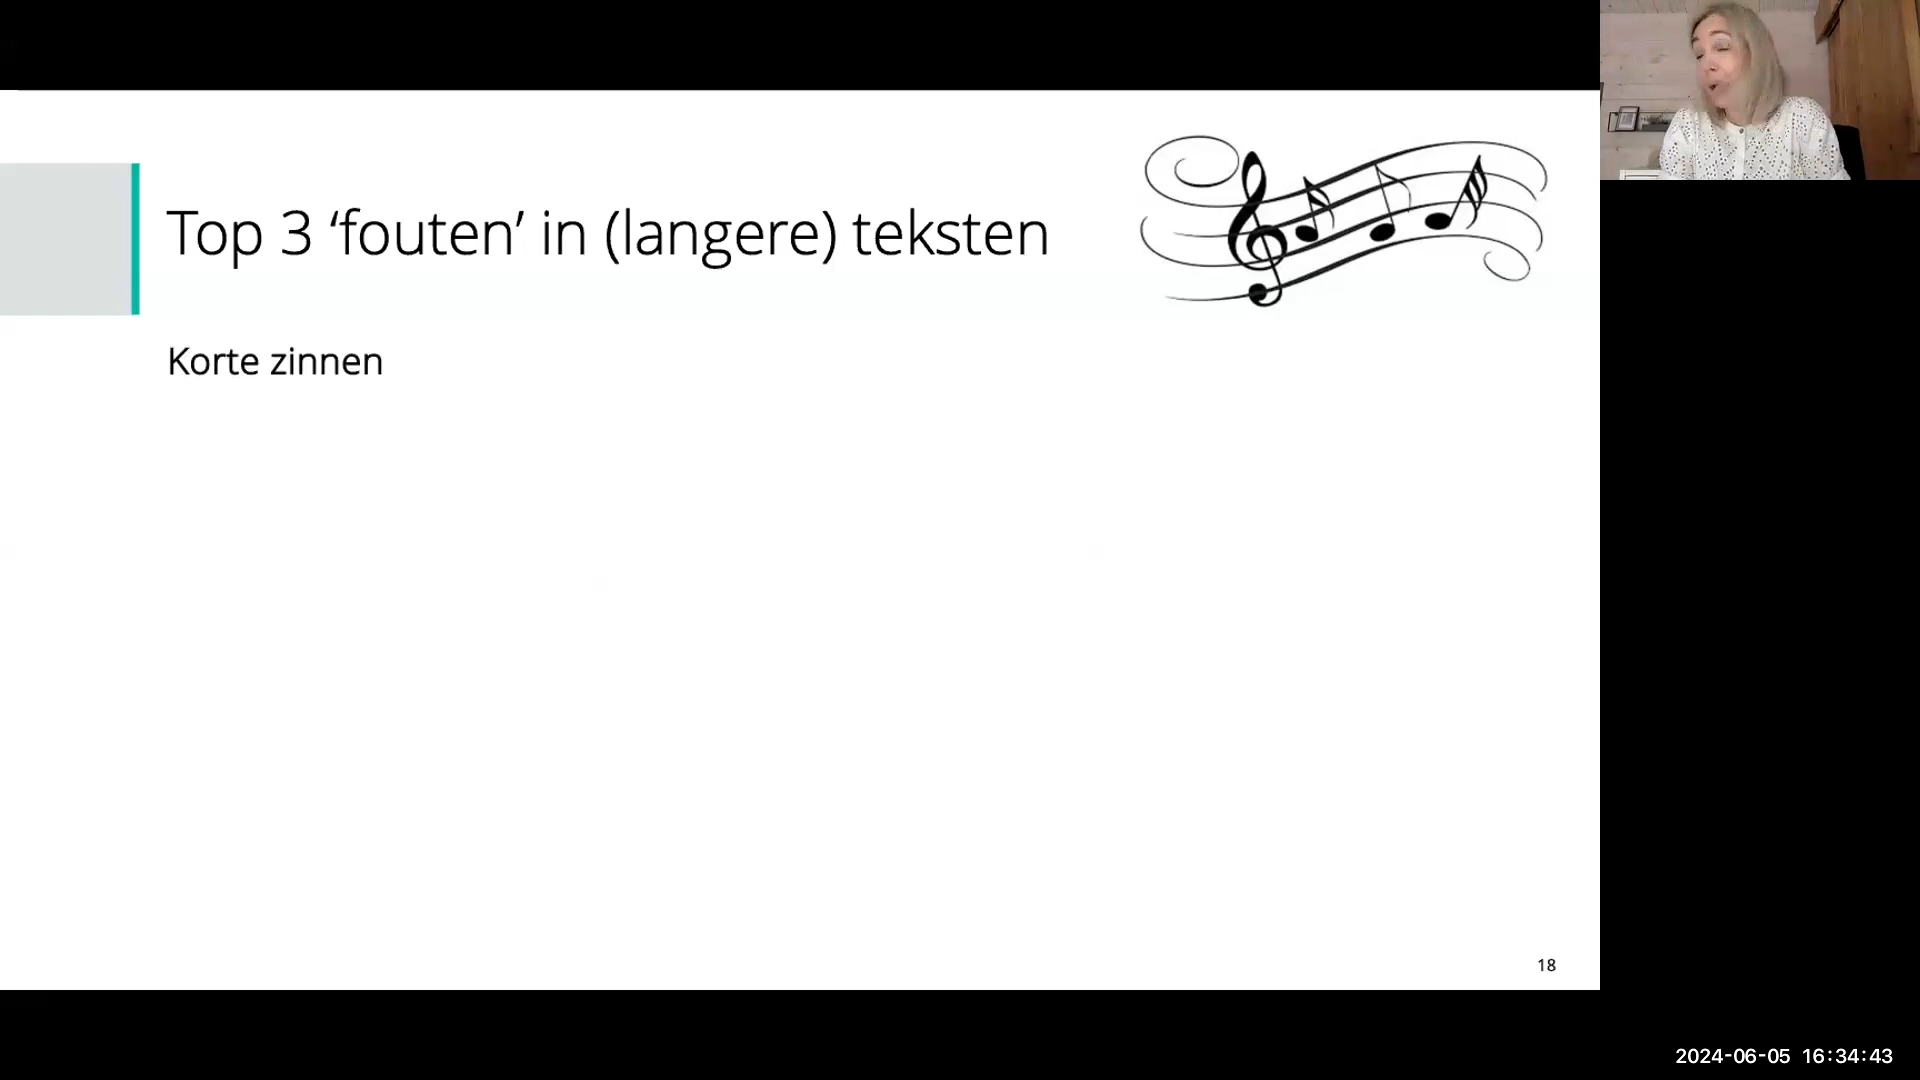 Top 3 ‘fouten’ in (langere) teksten
Korte zinnen
18
2024-06-05 16:34:43